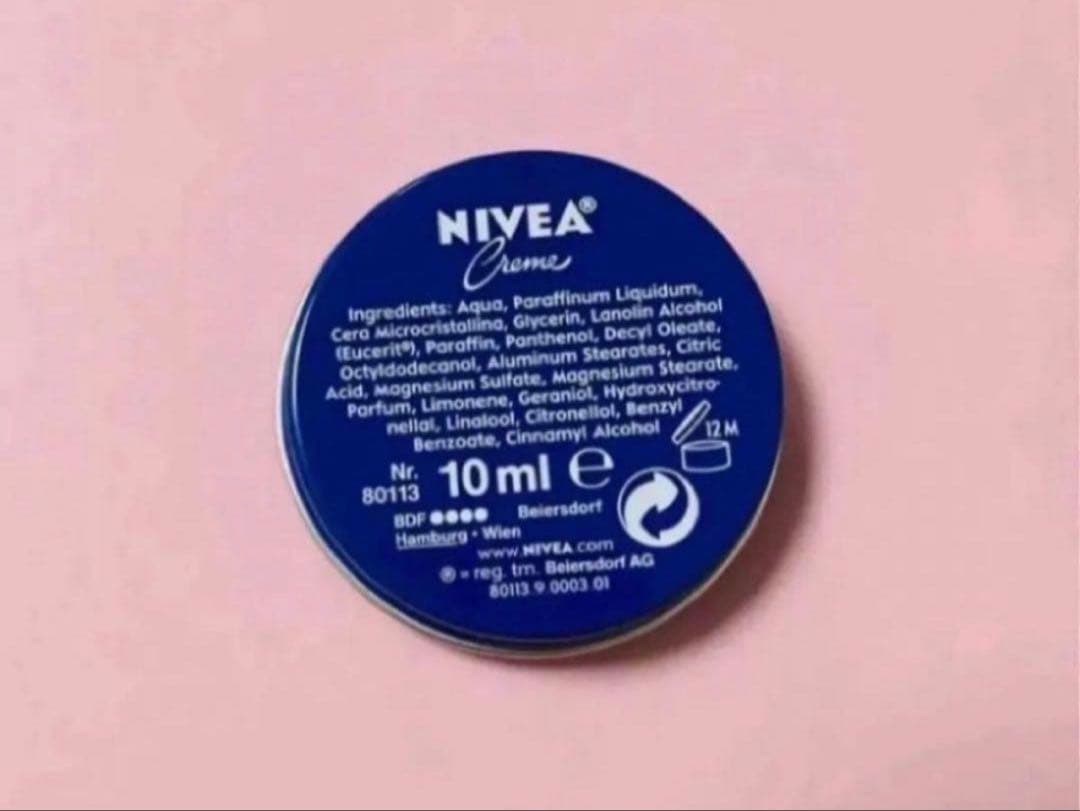 NIVEA®
Creme
Ingredients: Aqua, Paraffinum Liquidum,
Cera Microcristallina, Glycerin, Lanolin Alcohol
(Eucerit®), Paraffin, Panthenol, Decyl Oleate,
Octyldodecanol, Aluminum Stearates, Citric
Acid, Magnesium Sulfate, Magnesium Stearate,
Parfum, Limonene, Geraniol, Hydroxycitro-
nellal, Linalool, Citronellol, Benzyl
Benzoate, Cinnamyl Alcohol
12 M
Nr.
80113
10 ml e
BDF ●●●● Beiersdorf
Hamburg • Wien
www.NIVEA.com
® = reg. tm. Beiersdorf AG
80113.9.0003.01